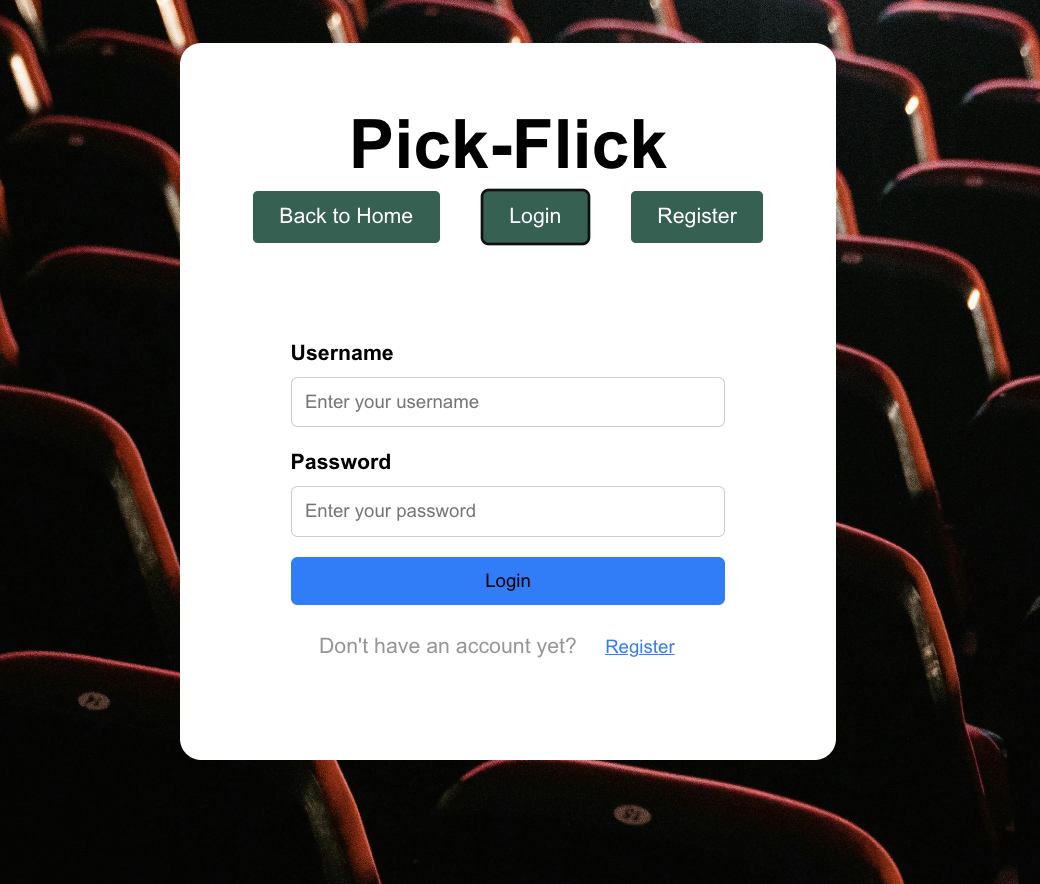 Pick-Flick
Back to Home Login Register
Username
Enter your username
Password
Enter your password
Login
Don't have an account yet? Register